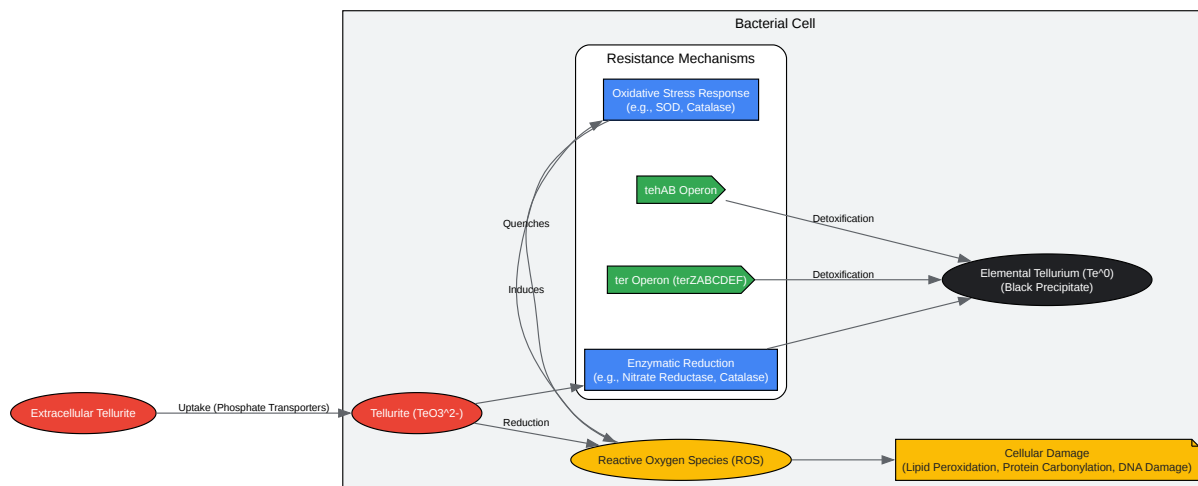 Bacterial Cell
Resistance Mechanisms
Oxidative Stress Response
(e.g., SOD, Catalase)
tehAB Operon
Quenches
Detoxification
ter Operon (terZABCDEF)
Detoxification
Elemental Tellurium (Te^0)
(Black Precipitate)
Induces
Enzymatic Reduction
(e.g., Nitrate Reductase, Catalase)
Extracellular Tellurite
Uptake (Phosphate Transporters)
Tellurite (TeO3^2-)
Reduction
Reactive Oxygen Species (ROS)
Cellular Damage
(Lipid Peroxidation, Protein Carbonylation, DNA Damage)